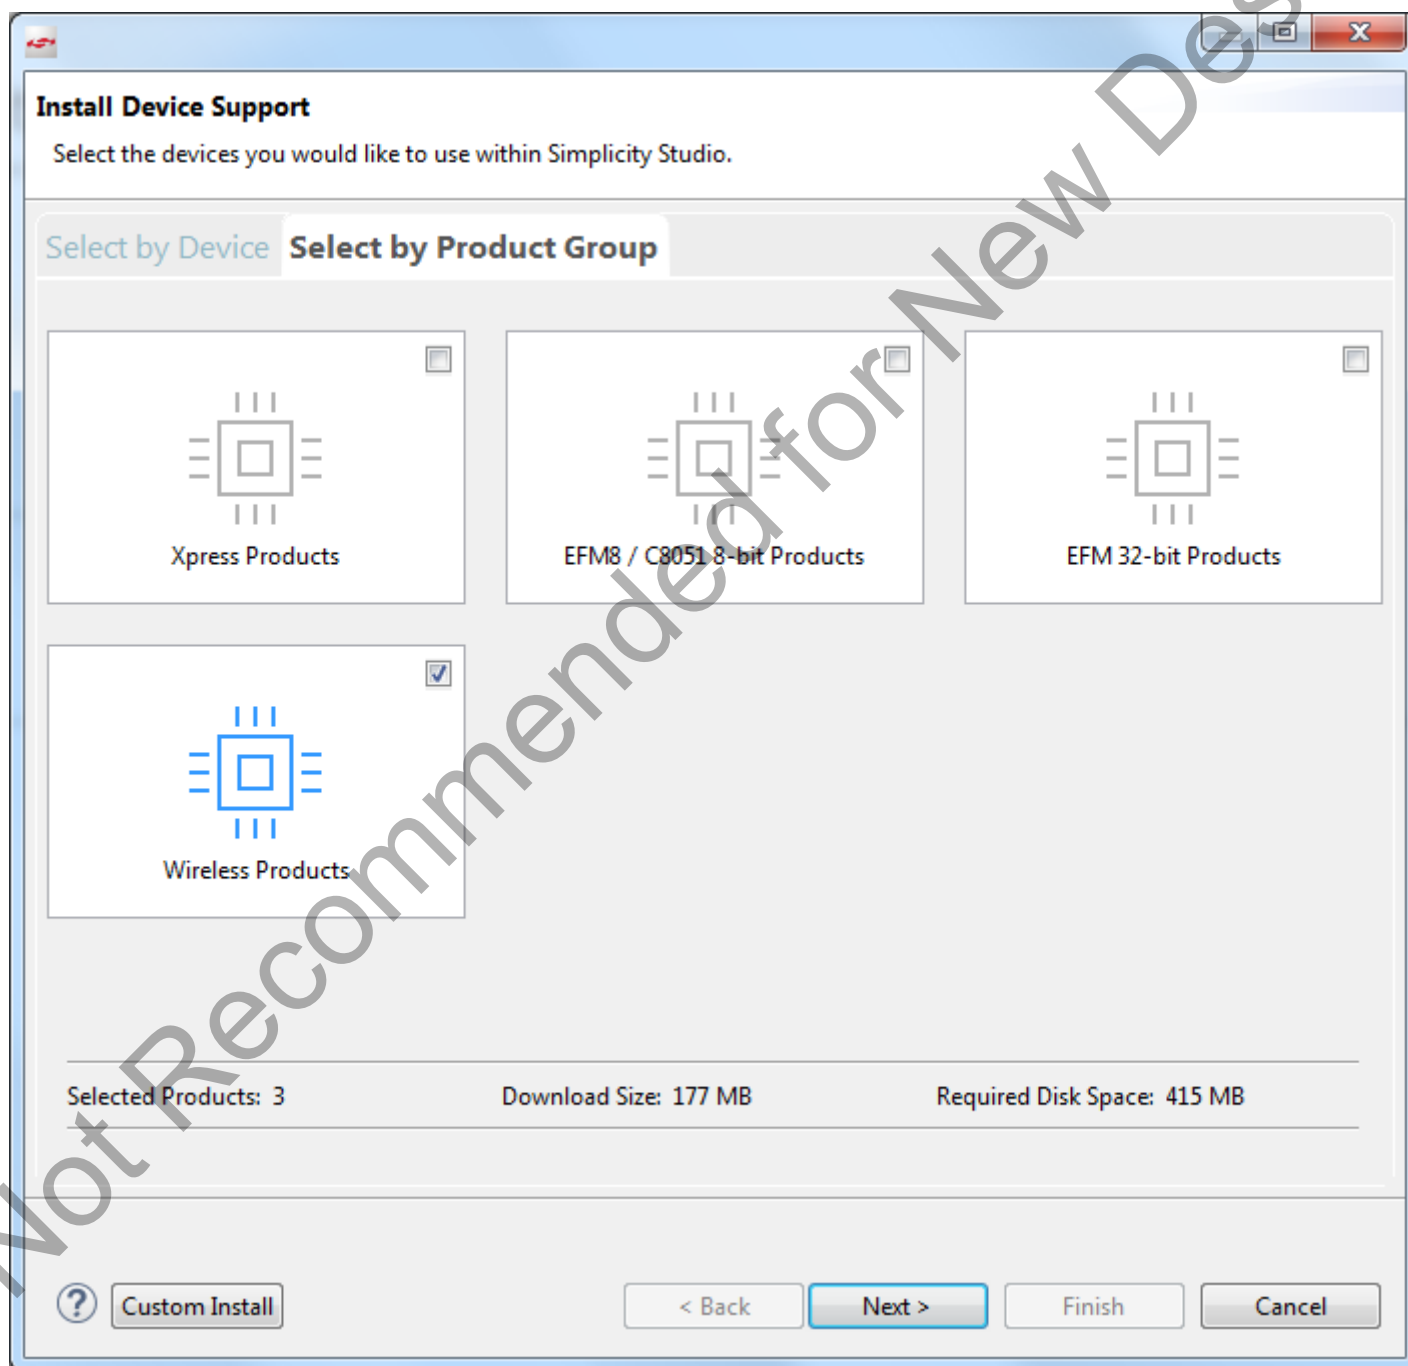 Install Device Support
Select the devices you would like to use within Simplicity Studio.
Select by Device Select by Product Group
Xpress Products
EFM8 / C8051 8-bit Products
EFM 32-bit Products
Wireless Products
Selected Products: 3 Download Size: 177 MB Required Disk Space: 415 MB
? Custom Install < Back Next > Finish Cancel
Not Recommended for New Des